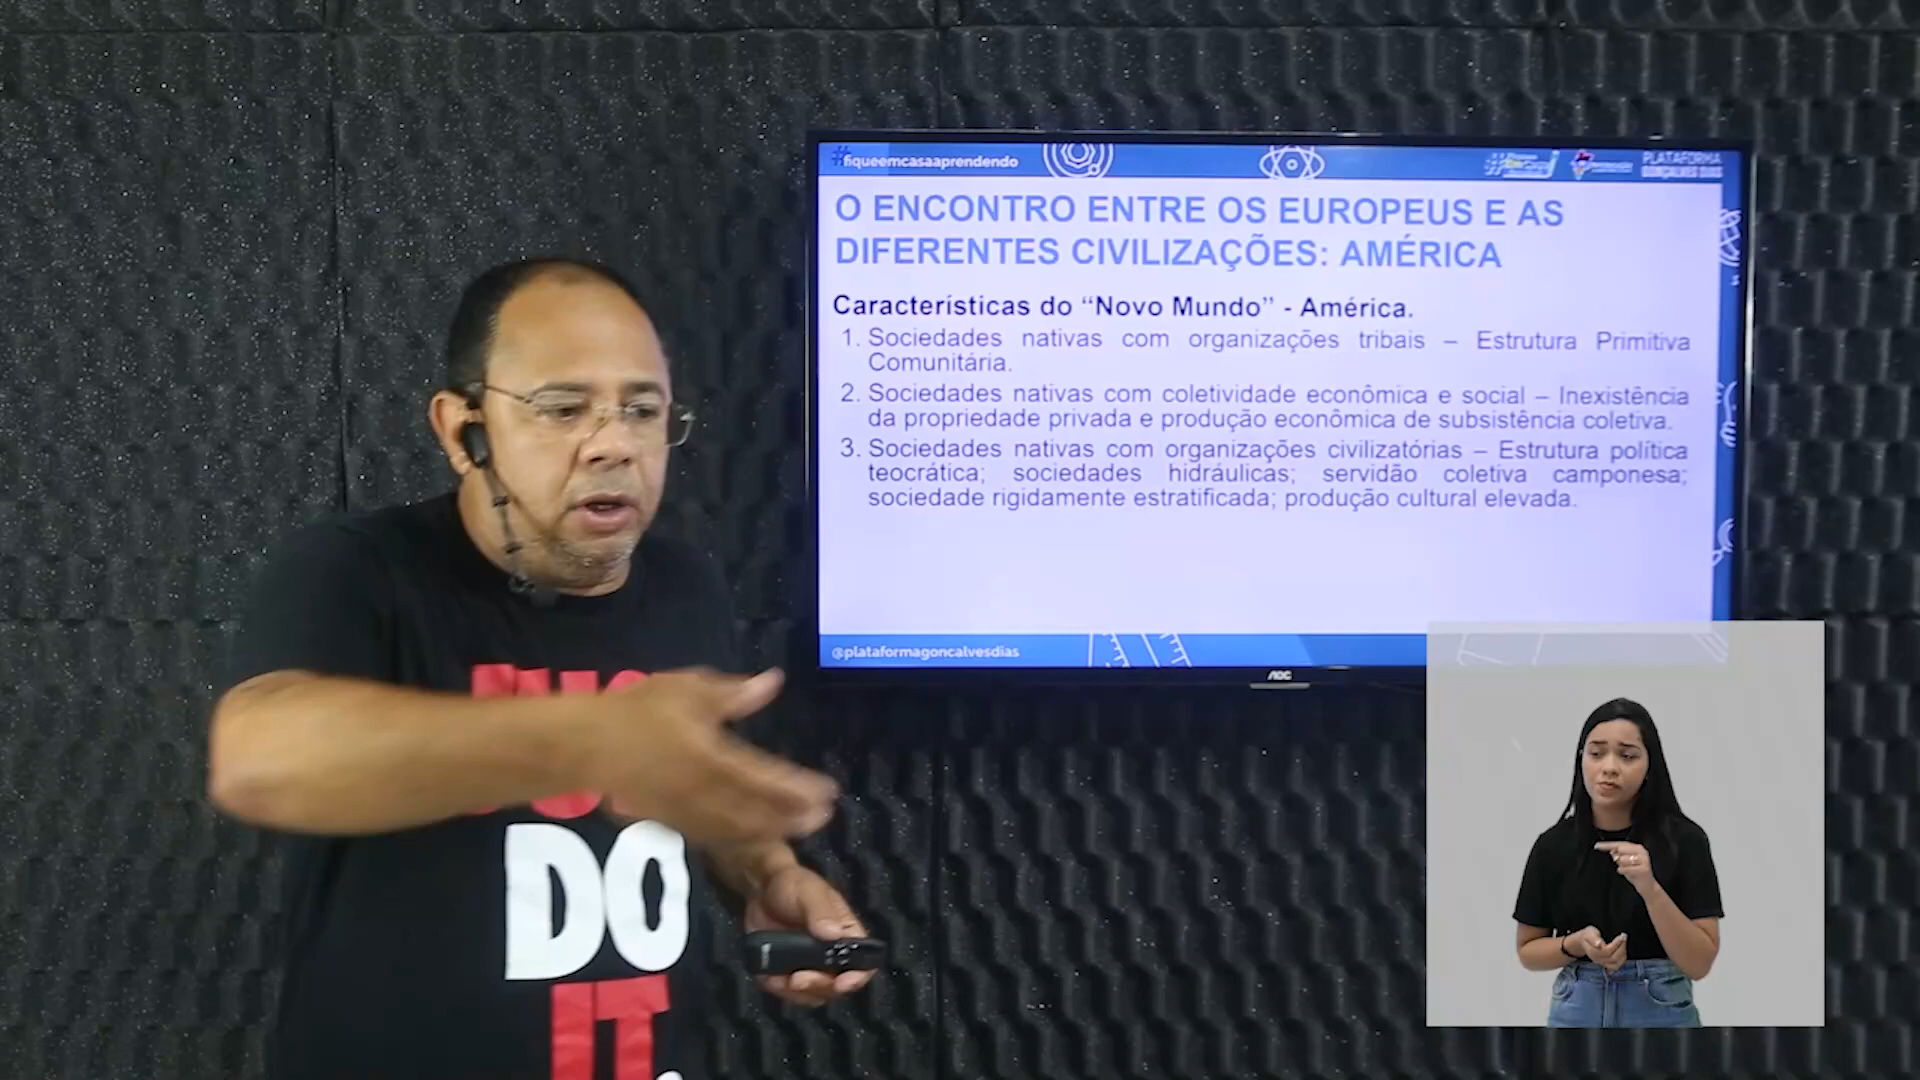 #fiqueemcasaaprendendo
PLATAFORMA
GONÇALVES DIAS
O ENCONTRO ENTRE OS EUROPEUS E AS
DIFERENTES CIVILIZAÇÕES: AMÉRICA
Características do “Novo Mundo” - América.
1. Sociedades nativas com organizações tribais – Estrutura Primitiva
Comunitária.
2. Sociedades nativas com coletividade econômica e social – Inexistência
da propriedade privada e produção econômica de subsistência coletiva.
3. Sociedades nativas com organizações civilizatórias – Estrutura política
teocrática; sociedades hidráulicas; servidão coletiva camponesa;
sociedade rigidamente estratificada; produção cultural elevada.
@plataformagoncalvesdias
AOC
DO
IT